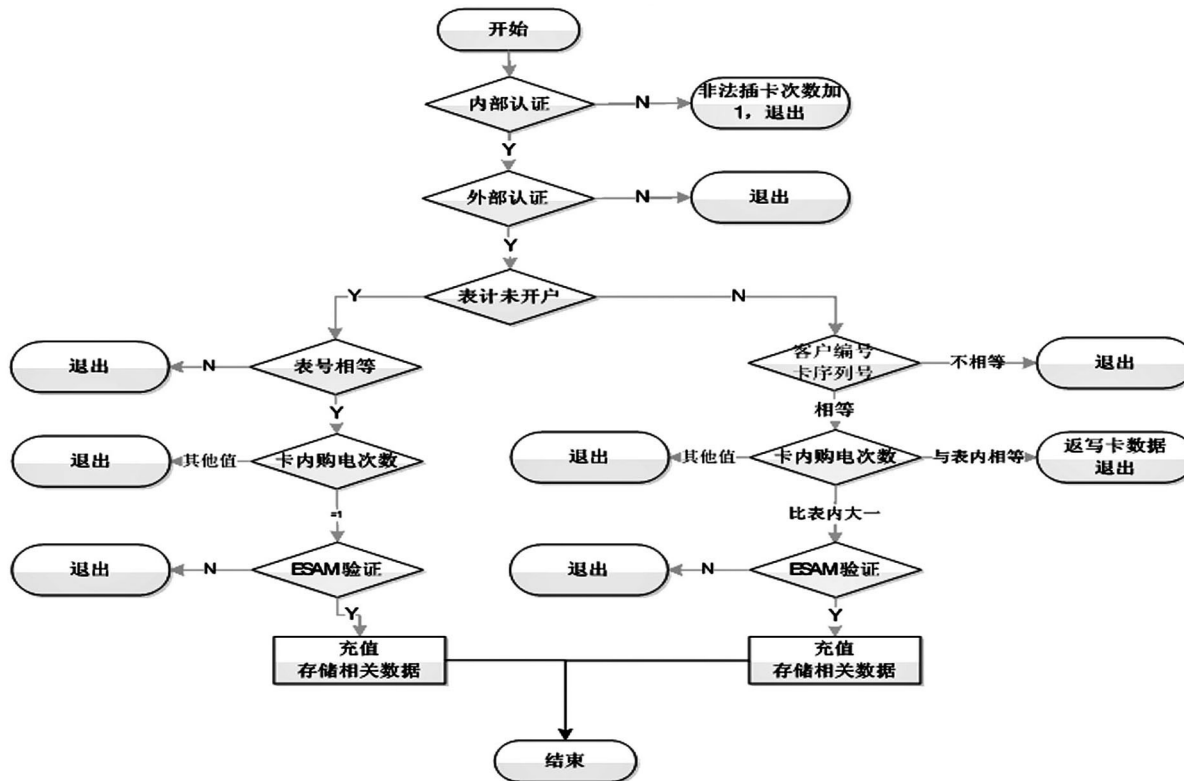 开始
内部认证
N
非法插卡次数加
1，退出
Y
外部认证
N
退出
Y
表计未开户
Y
N
退出
N
表号相等
客户编号
卡序列号
不相等
退出
Y
相等
退出
其他值
卡内购电次数
退出
其他值
卡内购电次数
与表内相等
返写卡数据
退出
=1
比表内大一
退出
N
ESAM验证
退出
N
ESAM验证
Y
Y
充值
存储相关数据
充值
存储相关数据
结束